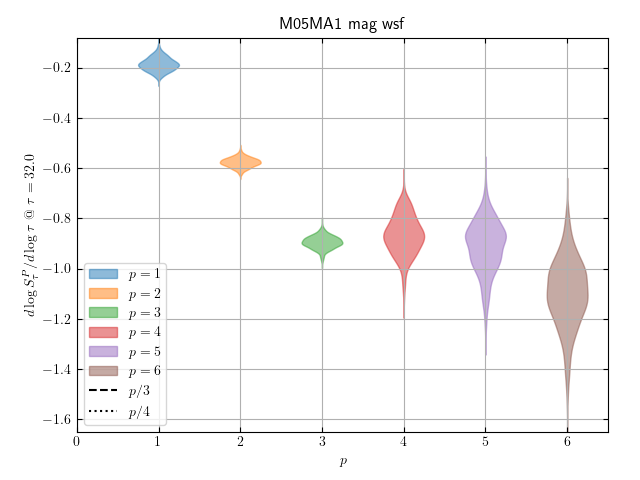 M05MA1 mag wsf
d log S_τ^P / d log τ @ τ = 32.0
−0.2
−0.4
−0.6
−0.8
−1.0
−1.2
−1.4
−1.6
p = 1
p = 2
p = 3
p = 4
p = 5
p = 6
p/3
p/4
0 1 2 3 4 5 6
p